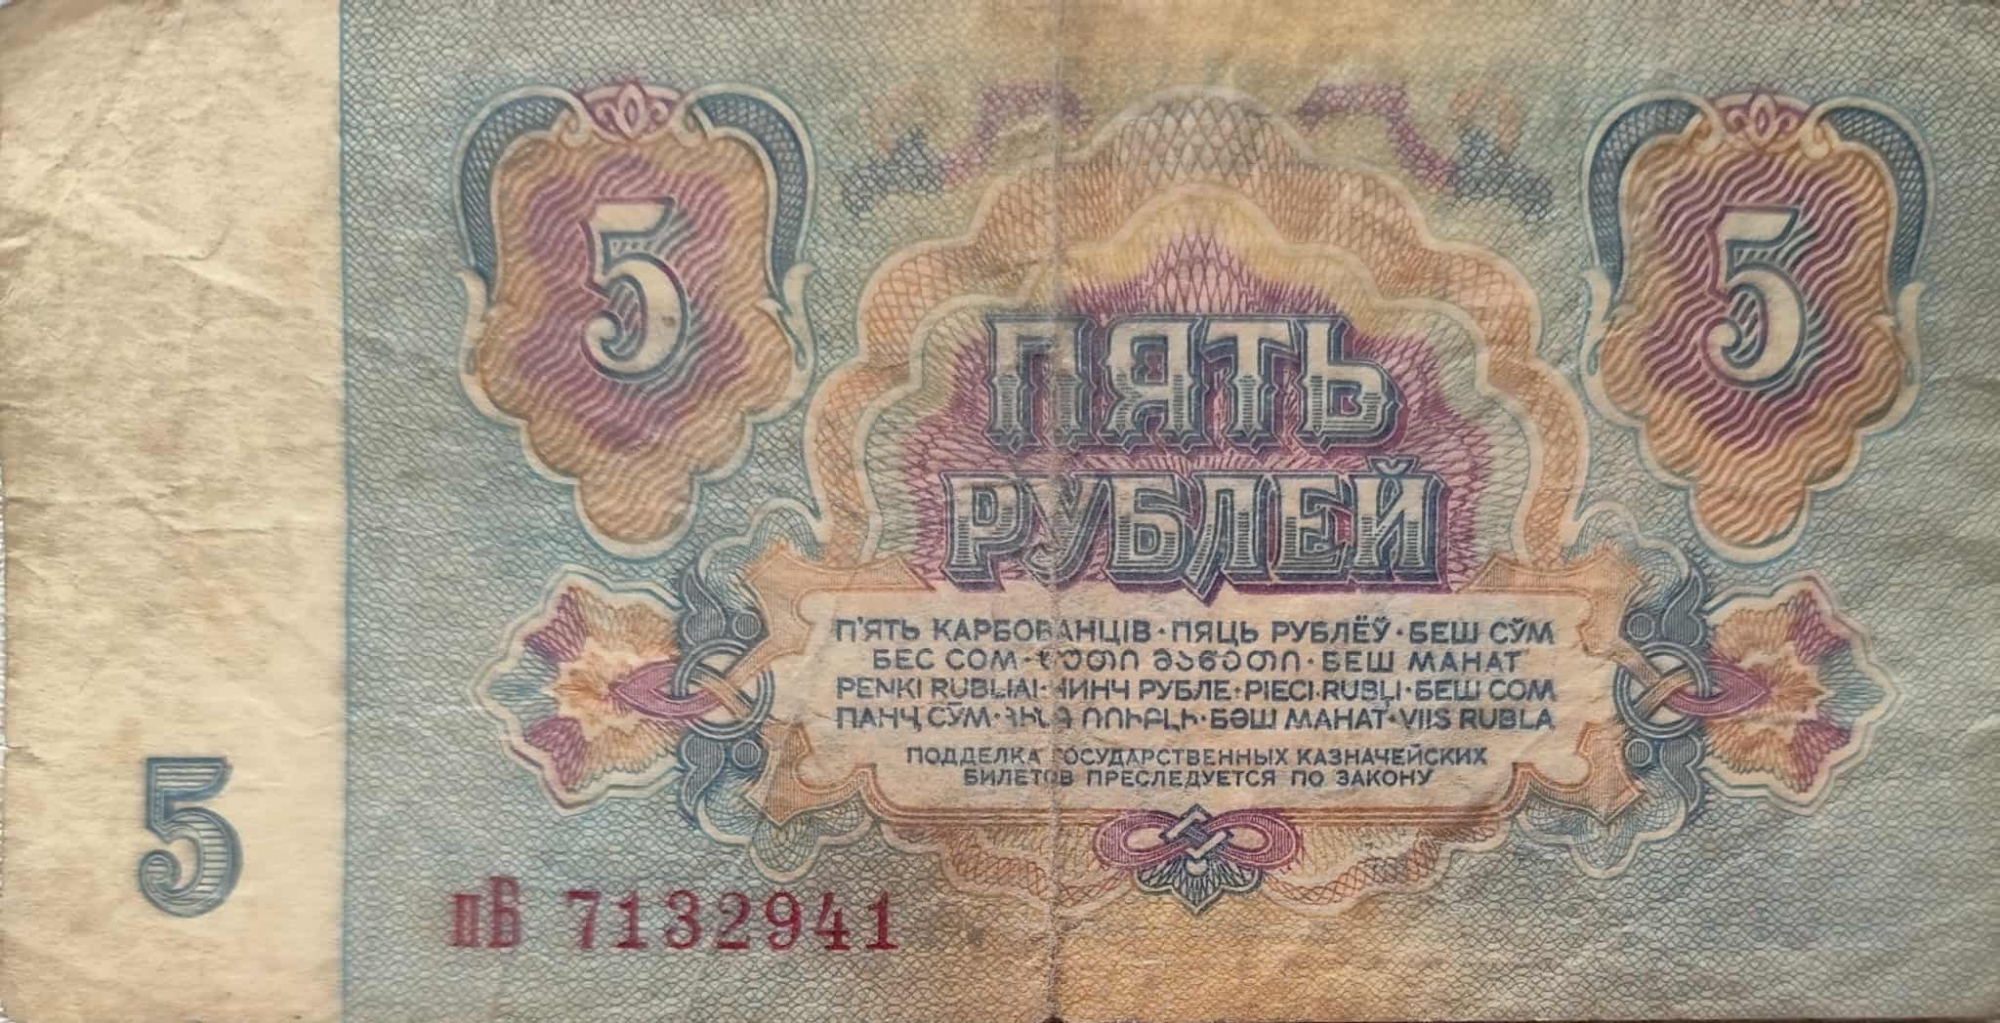 5
5
ПЯТЬ
РУБЛЕЙ
П'ЯТЬ КАРБОВАНЦІВ · ПЯЦЬ РУБЛЁЎ · БЕШ СЎМ
БЕС СОМ · ᲮᲣᲗᲘ ᲛᲐᲜᲔᲗᲘ · БЕШ МАНАТ
PENKI RUBLIAI · ЧИНЧ РУБЛЕ · PIECI RUBĻI · БЕШ СОМ
ПАНҶ СЎМ · ՀԻՆԳ ՌՈՒԲԼԻ · БӘШ МАНАТ · VIIS RUBLA
ПОДДЕЛКА ГОСУДАРСТВЕННЫХ КАЗНАЧЕЙСКИХ
БИЛЕТОВ ПРЕСЛЕДУЕТСЯ ПО ЗАКОНУ
5
пВ 7132941